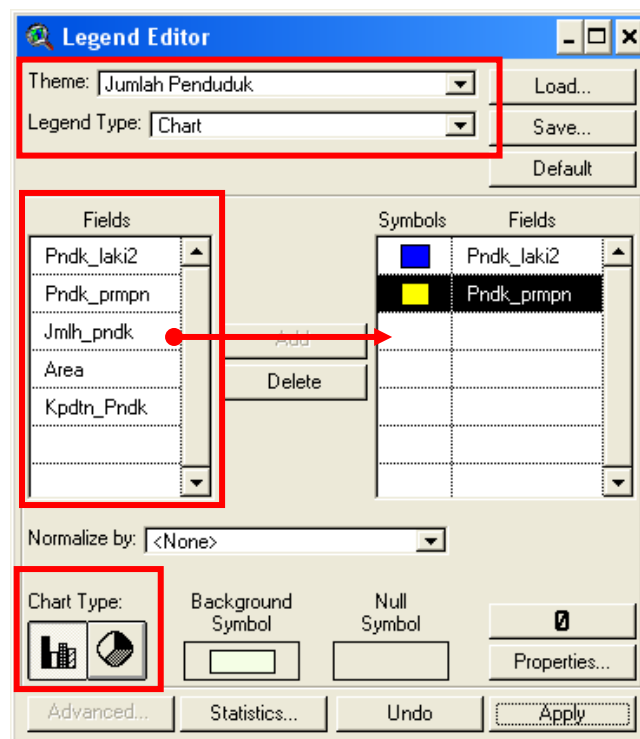 Legend Editor
Theme: Jumlah Penduduk
Load...
Legend Type: Chart
Save...
Default
Fields
Symbols Fields
Pndk_laki2
Pndk_laki2
Pndk_prmpn
Pndk_prmpn
Jmlh_pndk
Add
Area
Delete
Kpdtn_Pndk
Normalize by: <None>
Chart Type:
Background
Symbol
Null
Symbol
Properties...
Advanced...
Statistics...
Undo
Apply